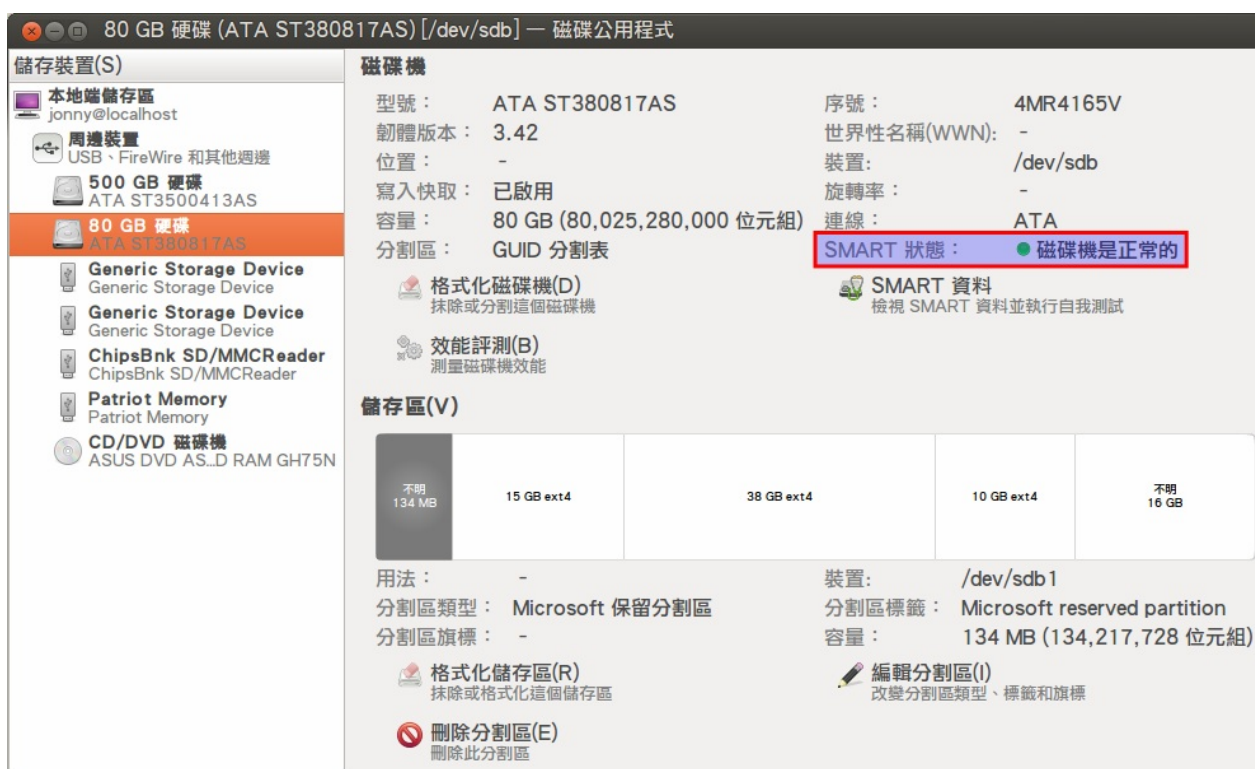 80 GB 硬碟 (ATA ST380817AS) [/dev/sdb] — 磁碟公用程式
儲存裝置(S)
本地端儲存區
jonny@localhost
周邊裝置
USB、FireWire 和其他週邊
500 GB 硬碟
ATA ST3500413AS
80 GB 硬碟
ATA ST380817AS
Generic Storage Device
Generic Storage Device
Generic Storage Device
Generic Storage Device
ChipsBnk SD/MMCReader
ChipsBnk SD/MMCReader
Patriot Memory
Patriot Memory
CD/DVD 磁碟機
ASUS DVD AS...D RAM GH75N
磁碟機
型號： ATA ST380817AS 序號： 4MR4165V
韌體版本： 3.42 世界性名稱(WWN): -
位置： - 裝置: /dev/sdb
寫入快取： 已啟用 旋轉率： -
容量： 80 GB (80,025,280,000 位元組) 連線： ATA
分割區： GUID 分割表 SMART 狀態： 磁碟機是正常的
格式化磁碟機(D) SMART 資料
抹除或分割這個磁碟機 檢視 SMART 資料並執行自我測試
效能評測(B)
測量磁碟機效能
儲存區(V)
不明 134 MB
15 GB ext4
38 GB ext4
10 GB ext4
不明 16 GB
用法： - 裝置: /dev/sdb1
分割區類型： Microsoft 保留分割區 分割區標籤： Microsoft reserved partition
分割區旗標： - 容量： 134 MB (134,217,728 位元組)
格式化儲存區(R) 編輯分割區(I)
抹除或格式化這個儲存區 改變分割區類型、標籤和旗標
刪除分割區(E)
刪除此分割區